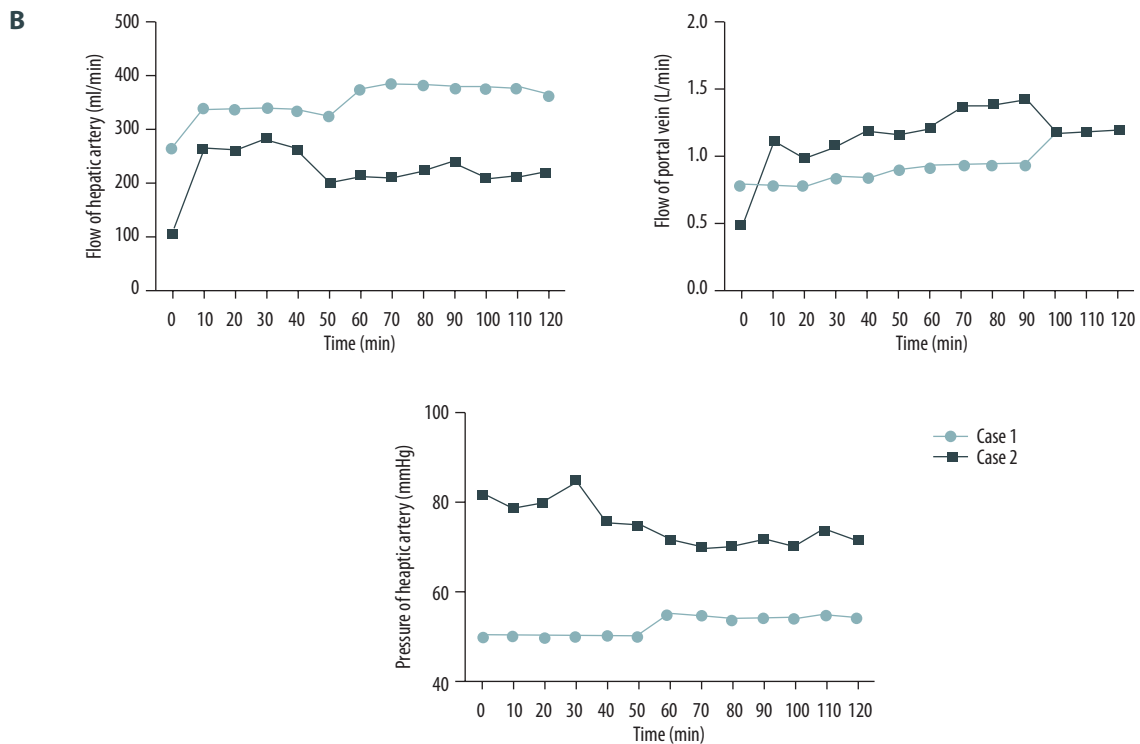 B
Flow of hepatic artery (ml/min)
500
400
300
200
100
0
0 10 20 30 40 50 60 70 80 90 100 110 120
Time (min)
Flow of portal vein (L/min)
2.0
1.5
1.0
0.5
0.0
0 10 20 30 40 50 60 70 80 90 100 110 120
Time (min)
Pressure of heaptic artery (mmHg)
100
80
60
40
0 10 20 30 40 50 60 70 80 90 100 110 120
Time (min)
Case 1
Case 2